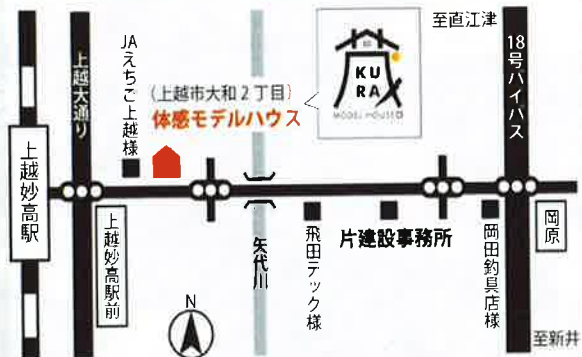 至直江津
18号バイパス
JAえちご上越様
上越大通り
(上越市大和2丁目)
体感モデルハウス
KU
RA
MODEL HOUSE
上越妙高駅
上越妙高駅前
矢代川
飛田テック様
片建設事務所
岡田釣具店様
岡原
N
至新井